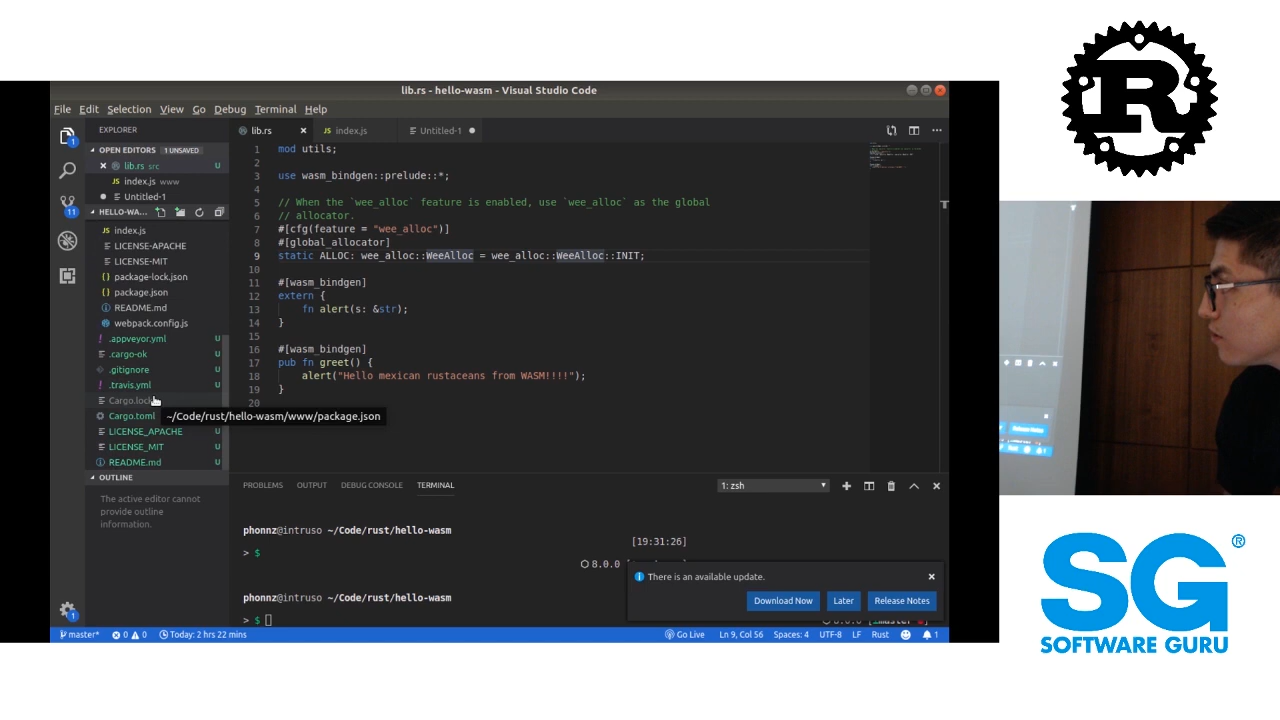 lib.rs - hello-wasm - Visual Studio Code
File Edit Selection View Go Debug Terminal Help
EXPLORER
OPEN EDITORS 1 UNSAVED
lib.rs src U
index.js www
Untitled-1
HELLO-WA...
index.js
LICENSE-APACHE
LICENSE-MIT
package-lock.json
package.json
README.md
webpack.config.js
.appveyor.yml U
.cargo-ok U
.gitignore U
.travis.yml U
Cargo.lock
Cargo.toml
LICENSE_APACHE U
LICENSE_MIT U
README.md U
~/Code/rust/hello-wasm/www/package.json
OUTLINE
The active editor cannot
provide outline
information.
lib.rs index.js Untitled-1
1 mod utils;
2
3 use wasm_bindgen::prelude::*;
4
5 // When the `wee_alloc` feature is enabled, use `wee_alloc` as the global
6 // allocator.
7 #[cfg(feature = "wee_alloc")]
8 #[global_allocator]
9 static ALLOC: wee_alloc::WeeAlloc = wee_alloc::WeeAlloc::INIT;
10
11 #[wasm_bindgen]
12 extern {
13 fn alert(s: &str);
14 }
15
16 #[wasm_bindgen]
17 pub fn greet() {
18 alert("Hello mexican rustaceans from WASM!!!!");
19 }
20
PROBLEMS OUTPUT DEBUG CONSOLE TERMINAL
1: zsh
phonnz@intruso ~/Code/rust/hello-wasm
[19:31:26]
> $
8.0.0
phonnz@intruso ~/Code/rust/hello-wasm
> $
There is an available update.
Download Now Later Release Notes
master* 0 0 Today: 2 hrs 22 mins
Go Live Ln 9, Col 56 Spaces: 4 UTF-8 LF Rust 1
1
11
1
R
SG®
SOFTWARE GURU